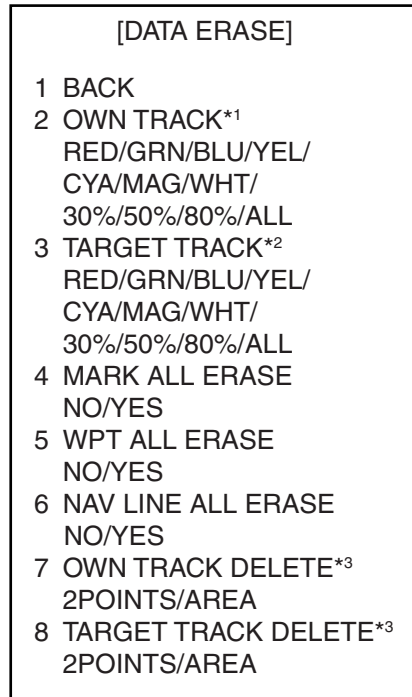 [DATA ERASE]
1 BACK
2 OWN TRACK*1
RED/GRN/BLU/YEL/
CYA/MAG/WHT/
30%/50%/80%/ALL
3 TARGET TRACK*2
RED/GRN/BLU/YEL/
CYA/MAG/WHT/
30%/50%/80%/ALL
4 MARK ALL ERASE
NO/YES
5 WPT ALL ERASE
NO/YES
6 NAV LINE ALL ERASE
NO/YES
7 OWN TRACK DELETE*3
2POINTS/AREA
8 TARGET TRACK DELETE*3
2POINTS/AREA